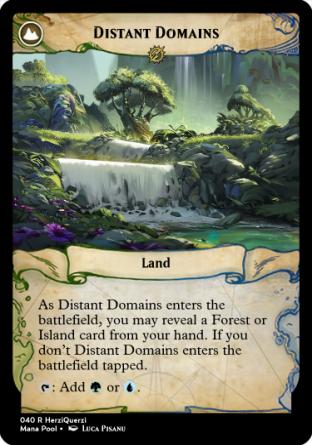 DISTANT DOMAINS
Land
As Distant Domains enters the
battlefield, you may reveal a Forest or
Island card from your hand. If you
don't Distant Domains enters the
battlefield tapped.
: Add or .
040 R HerziQuerzi
Mana Pool • LUCA PISANU